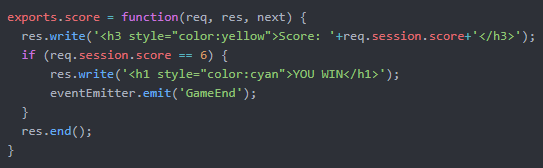 exports.score = function(req, res, next) {
  res.write('<h3 style="color:yellow">Score: '+req.session.score+'</h3>');
  if (req.session.score == 6) {
      res.write('<h1 style="color:cyan">YOU WIN</h1>');
      eventEmitter.emit('GameEnd');
  }
  res.end();
}